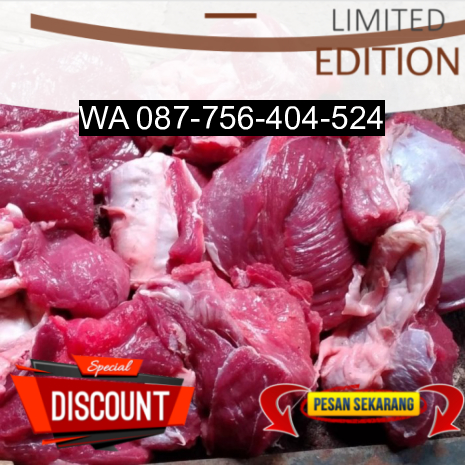 LIMITED
EDITION
WA 087-756-404-524
Special
DISCOUNT
PESAN SEKARANG